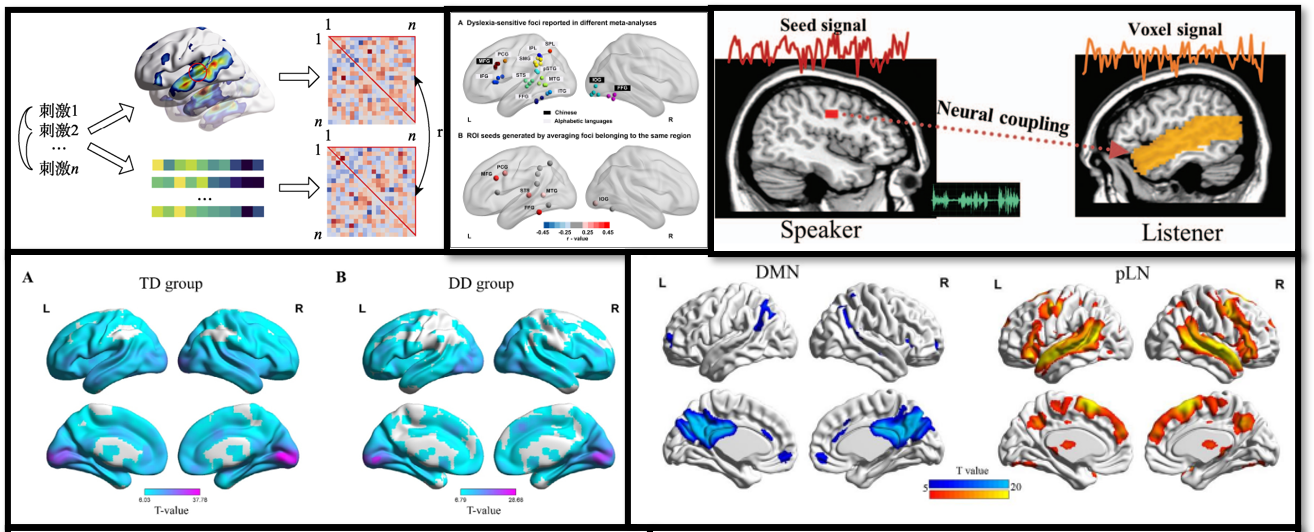 1
n
1
n
刺激1
刺激2
...
刺激n
...
r
n
1
1
n
A Dyslexia-sensitive foci reported in different meta-analyses
SPL
IPL
PCG
SMG
MFG
pSTG
IFG
STS
MTG
IOG
FFG
ITG
FFG
Chinese
Alphabetic languages
L
R
B ROI seeds generated by averaging foci belonging to the same region
PCG
MFG
STS
MTG
FFG
IOG
-0.45 -0.25 0.25 0.45
L
r - value
R
Seed signal
Voxel signal
Neural coupling
Speaker
Listener
A
TD group
B
DD group
L
R
L
R
6.03
37.78
6.79
28.68
T-value
T-value
DMN
pLN
L
R
L
R
T value
5
20